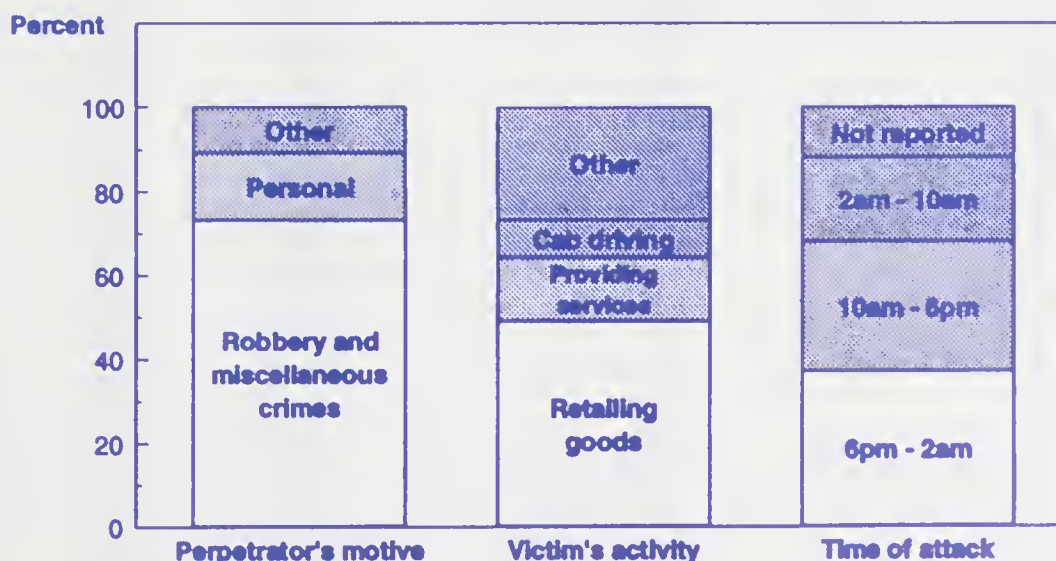 Percent
100
80
60
40
20
0
Other
Personal
Robbery and
miscellaneous
crimes
Perpetrator's motive
Other
Cab driving
Providing
services
Retailing
goods
Victim's activity
Not reported
2am - 10am
10am - 6pm
6pm - 2am
Time of attack